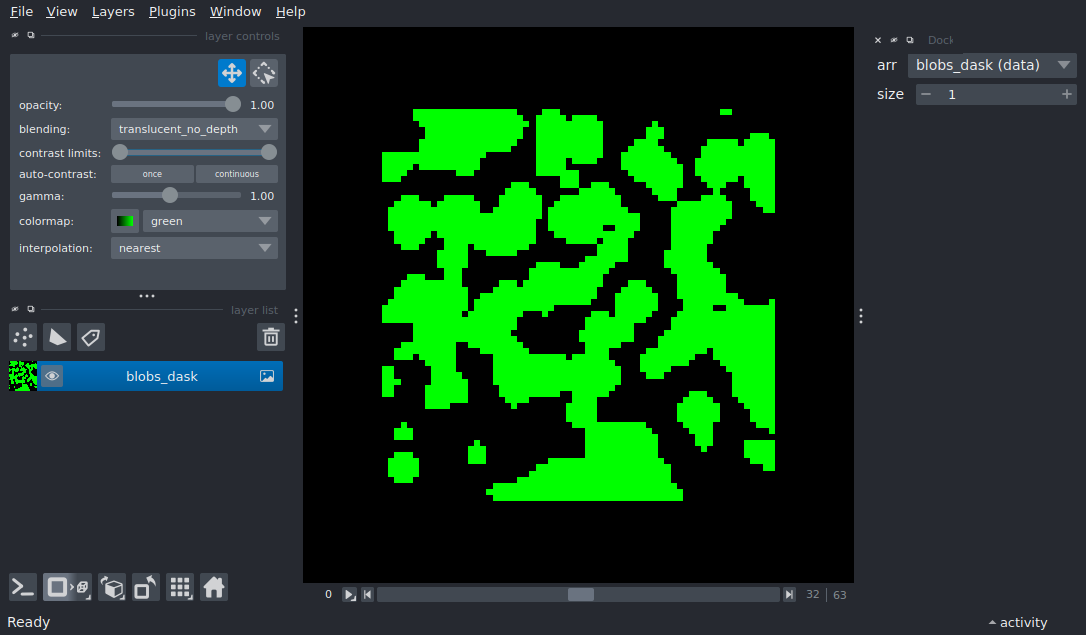 File View Layers Plugins Window Help
layer controls
opacity: 1.00
blending: translucent_no_depth
contrast limits:
auto-contrast: once continuous
gamma: 1.00
colormap: green
interpolation: nearest
layer list
blobs_dask
0 32 63
Dock
arr blobs_dask (data)
size 1
Ready
activity